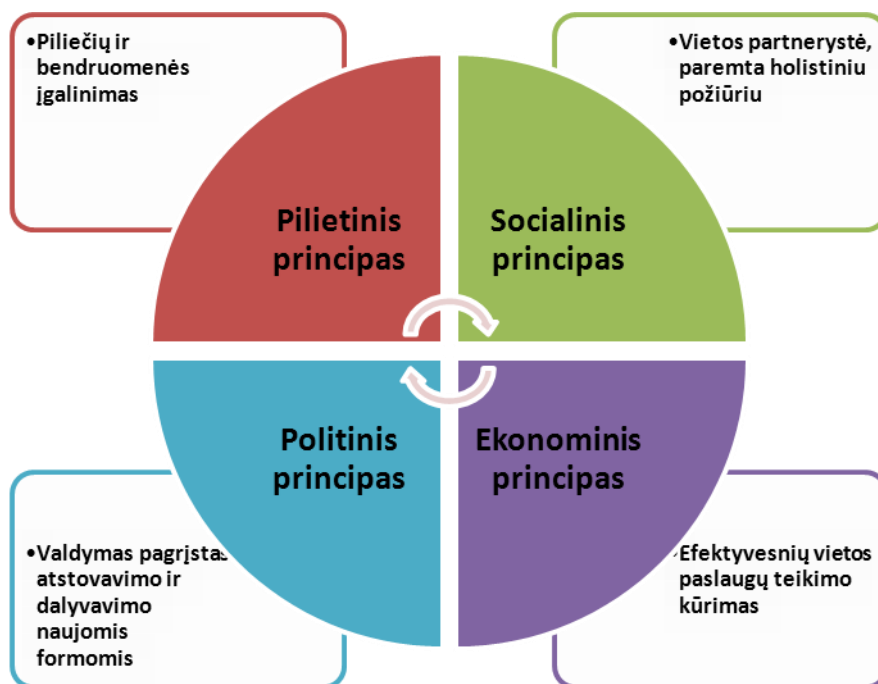 •Piliečių ir
bendruomenės
įgalinimas
•Vietos partnerystė,
paremta holistiniu
požiūriu
Pilietinis
principas
Socialinis
principas
Politinis
principas
Ekonominis
principas
•Valdymas pagrįstas
atstovavimo ir
dalyvavimo
naujomis
formomis
•Efektyvesnių vietos
paslaugų teikimo
kūrimas